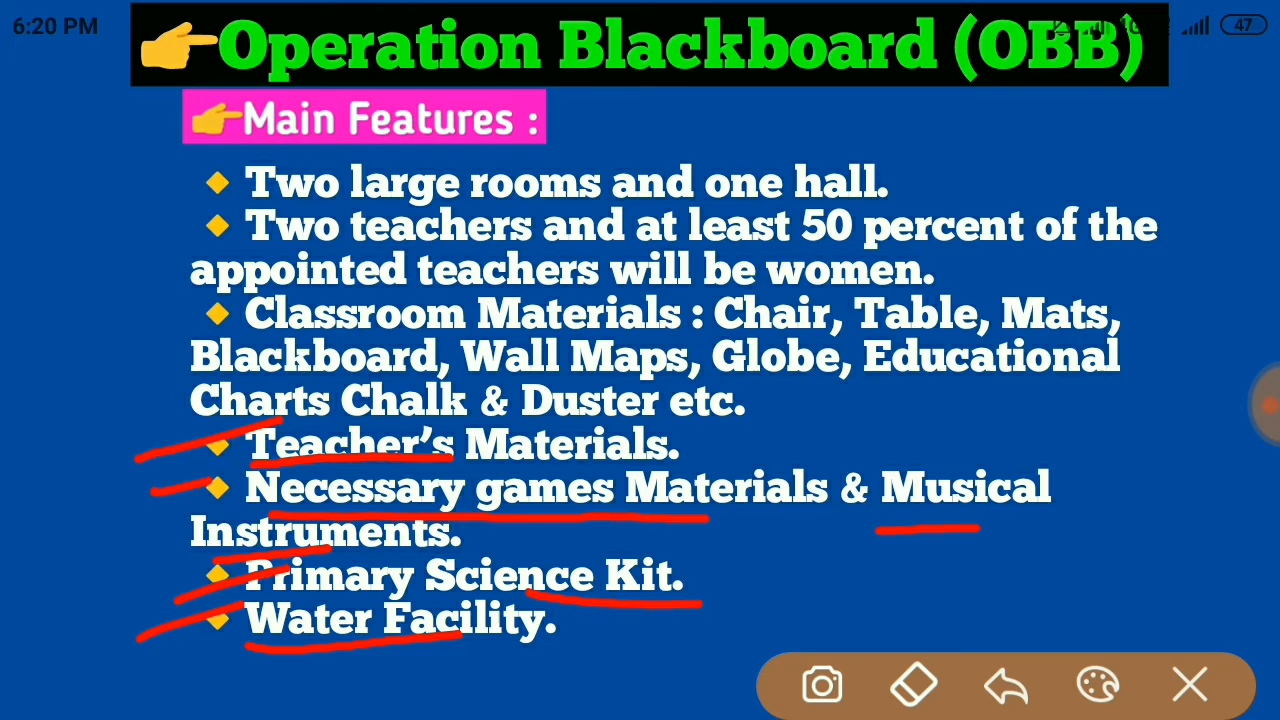 6:20 PM
47
👉Operation Blackboard (OBB)
👉Main Features :
🔸Two large rooms and one hall.
🔸Two teachers and at least 50 percent of the
appointed teachers will be women.
🔸Classroom Materials : Chair, Table, Mats,
Blackboard, Wall Maps, Globe, Educational
Charts Chalk & Duster etc.
🔸Teacher’s Materials.
🔸Necessary games Materials & Musical
Instruments.
🔸Primary Science Kit.
🔸Water Facility.